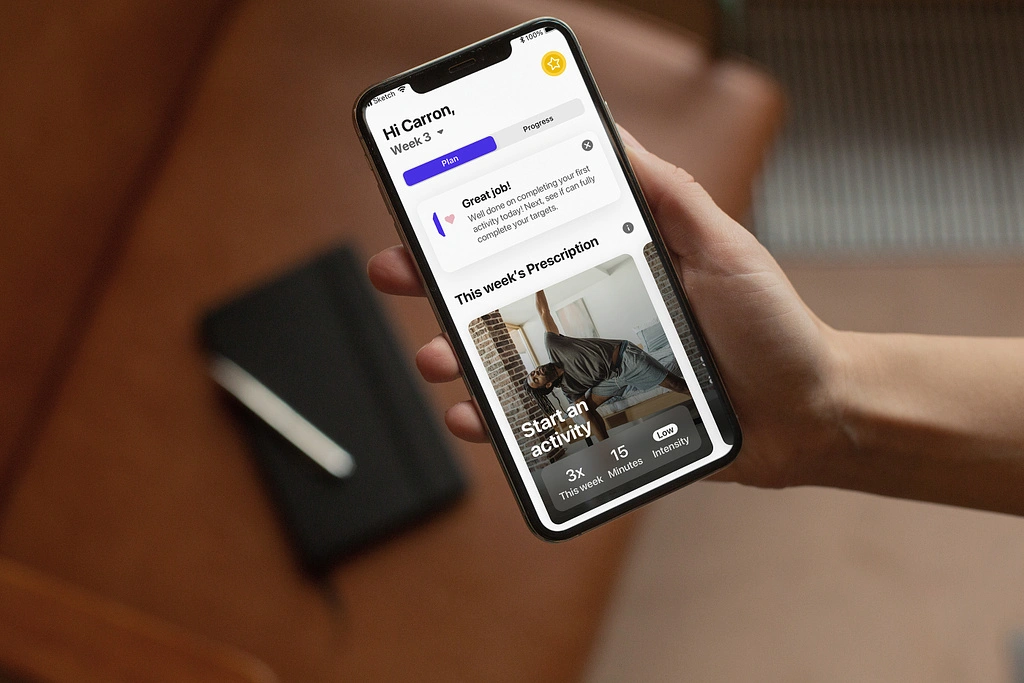 Sketch
100%
Hi Carron,
Week 3
Plan
Progress
Great job!
Well done on completing your first
activity today! Next, see if can fully
complete your targets.
This week's Prescription
Start an
activity
3x
This week
15
Minutes
Low
Intensity